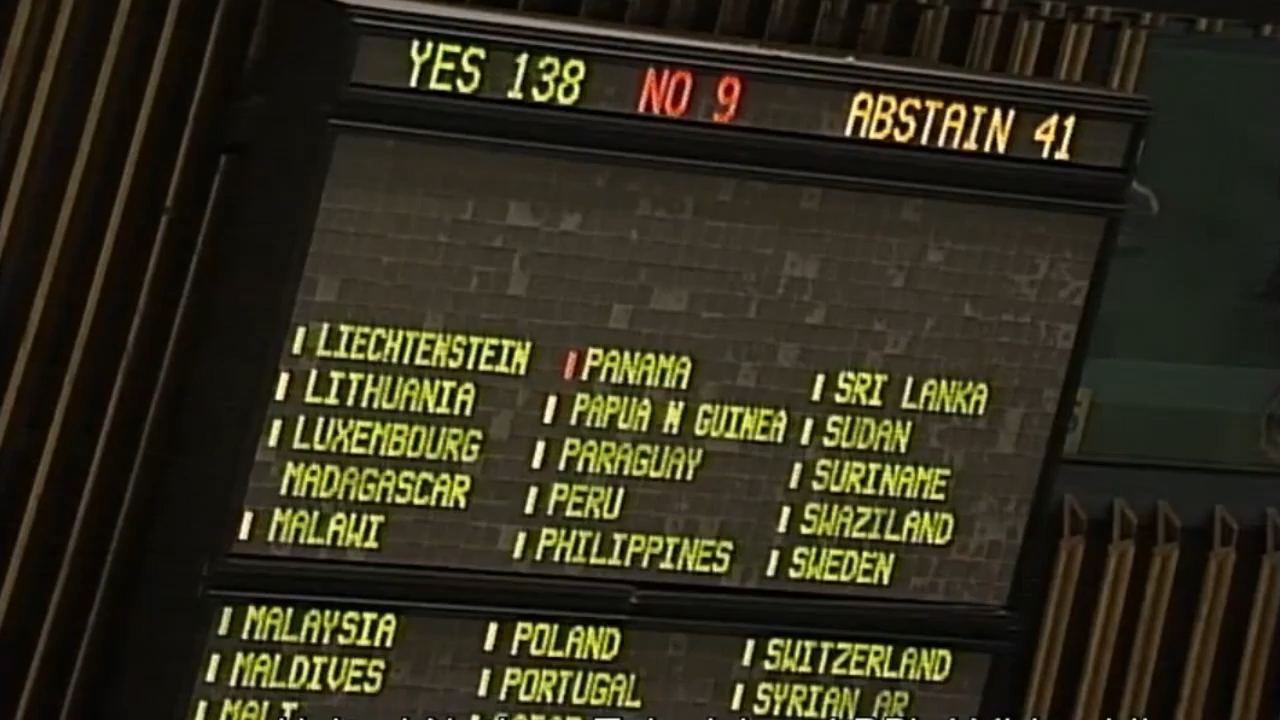 YES 138 NO 9 ABSTAIN 41
LIECHTENSTEIN PANAMA SRI LANKA
LITHUANIA PAPUA N GUINEA SUDAN
LUXEMBOURG PARAGUAY SURINAME
MADAGASCAR PERU SWAZILAND
MALAWI PHILIPPINES SWEDEN
MALAYSIA POLAND SWITZERLAND
MALDIVES PORTUGAL SYRIAN AR
MALI